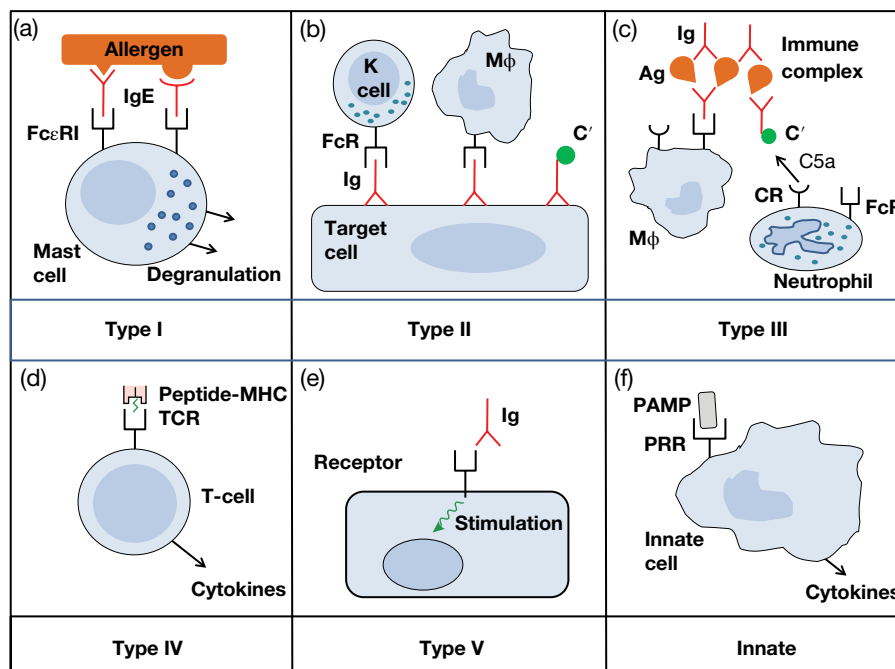 (a)
Allergen
IgE
FcεRI
Mast
cell
Degranulation
Type I
(b)
K
cell
Mϕ
FcR
C′
Ig
Target
cell
Type II
(c)
Ig
Immune
complex
Ag
C′
C5a
CR
FcR
Mϕ
Neutrophil
Type III
(d)
Peptide-MHC
TCR
T-cell
Cytokines
Type IV
(e)
Ig
Receptor
Stimulation
Type V
(f)
PAMP
PRR
Innate
cell
Cytokines
Innate